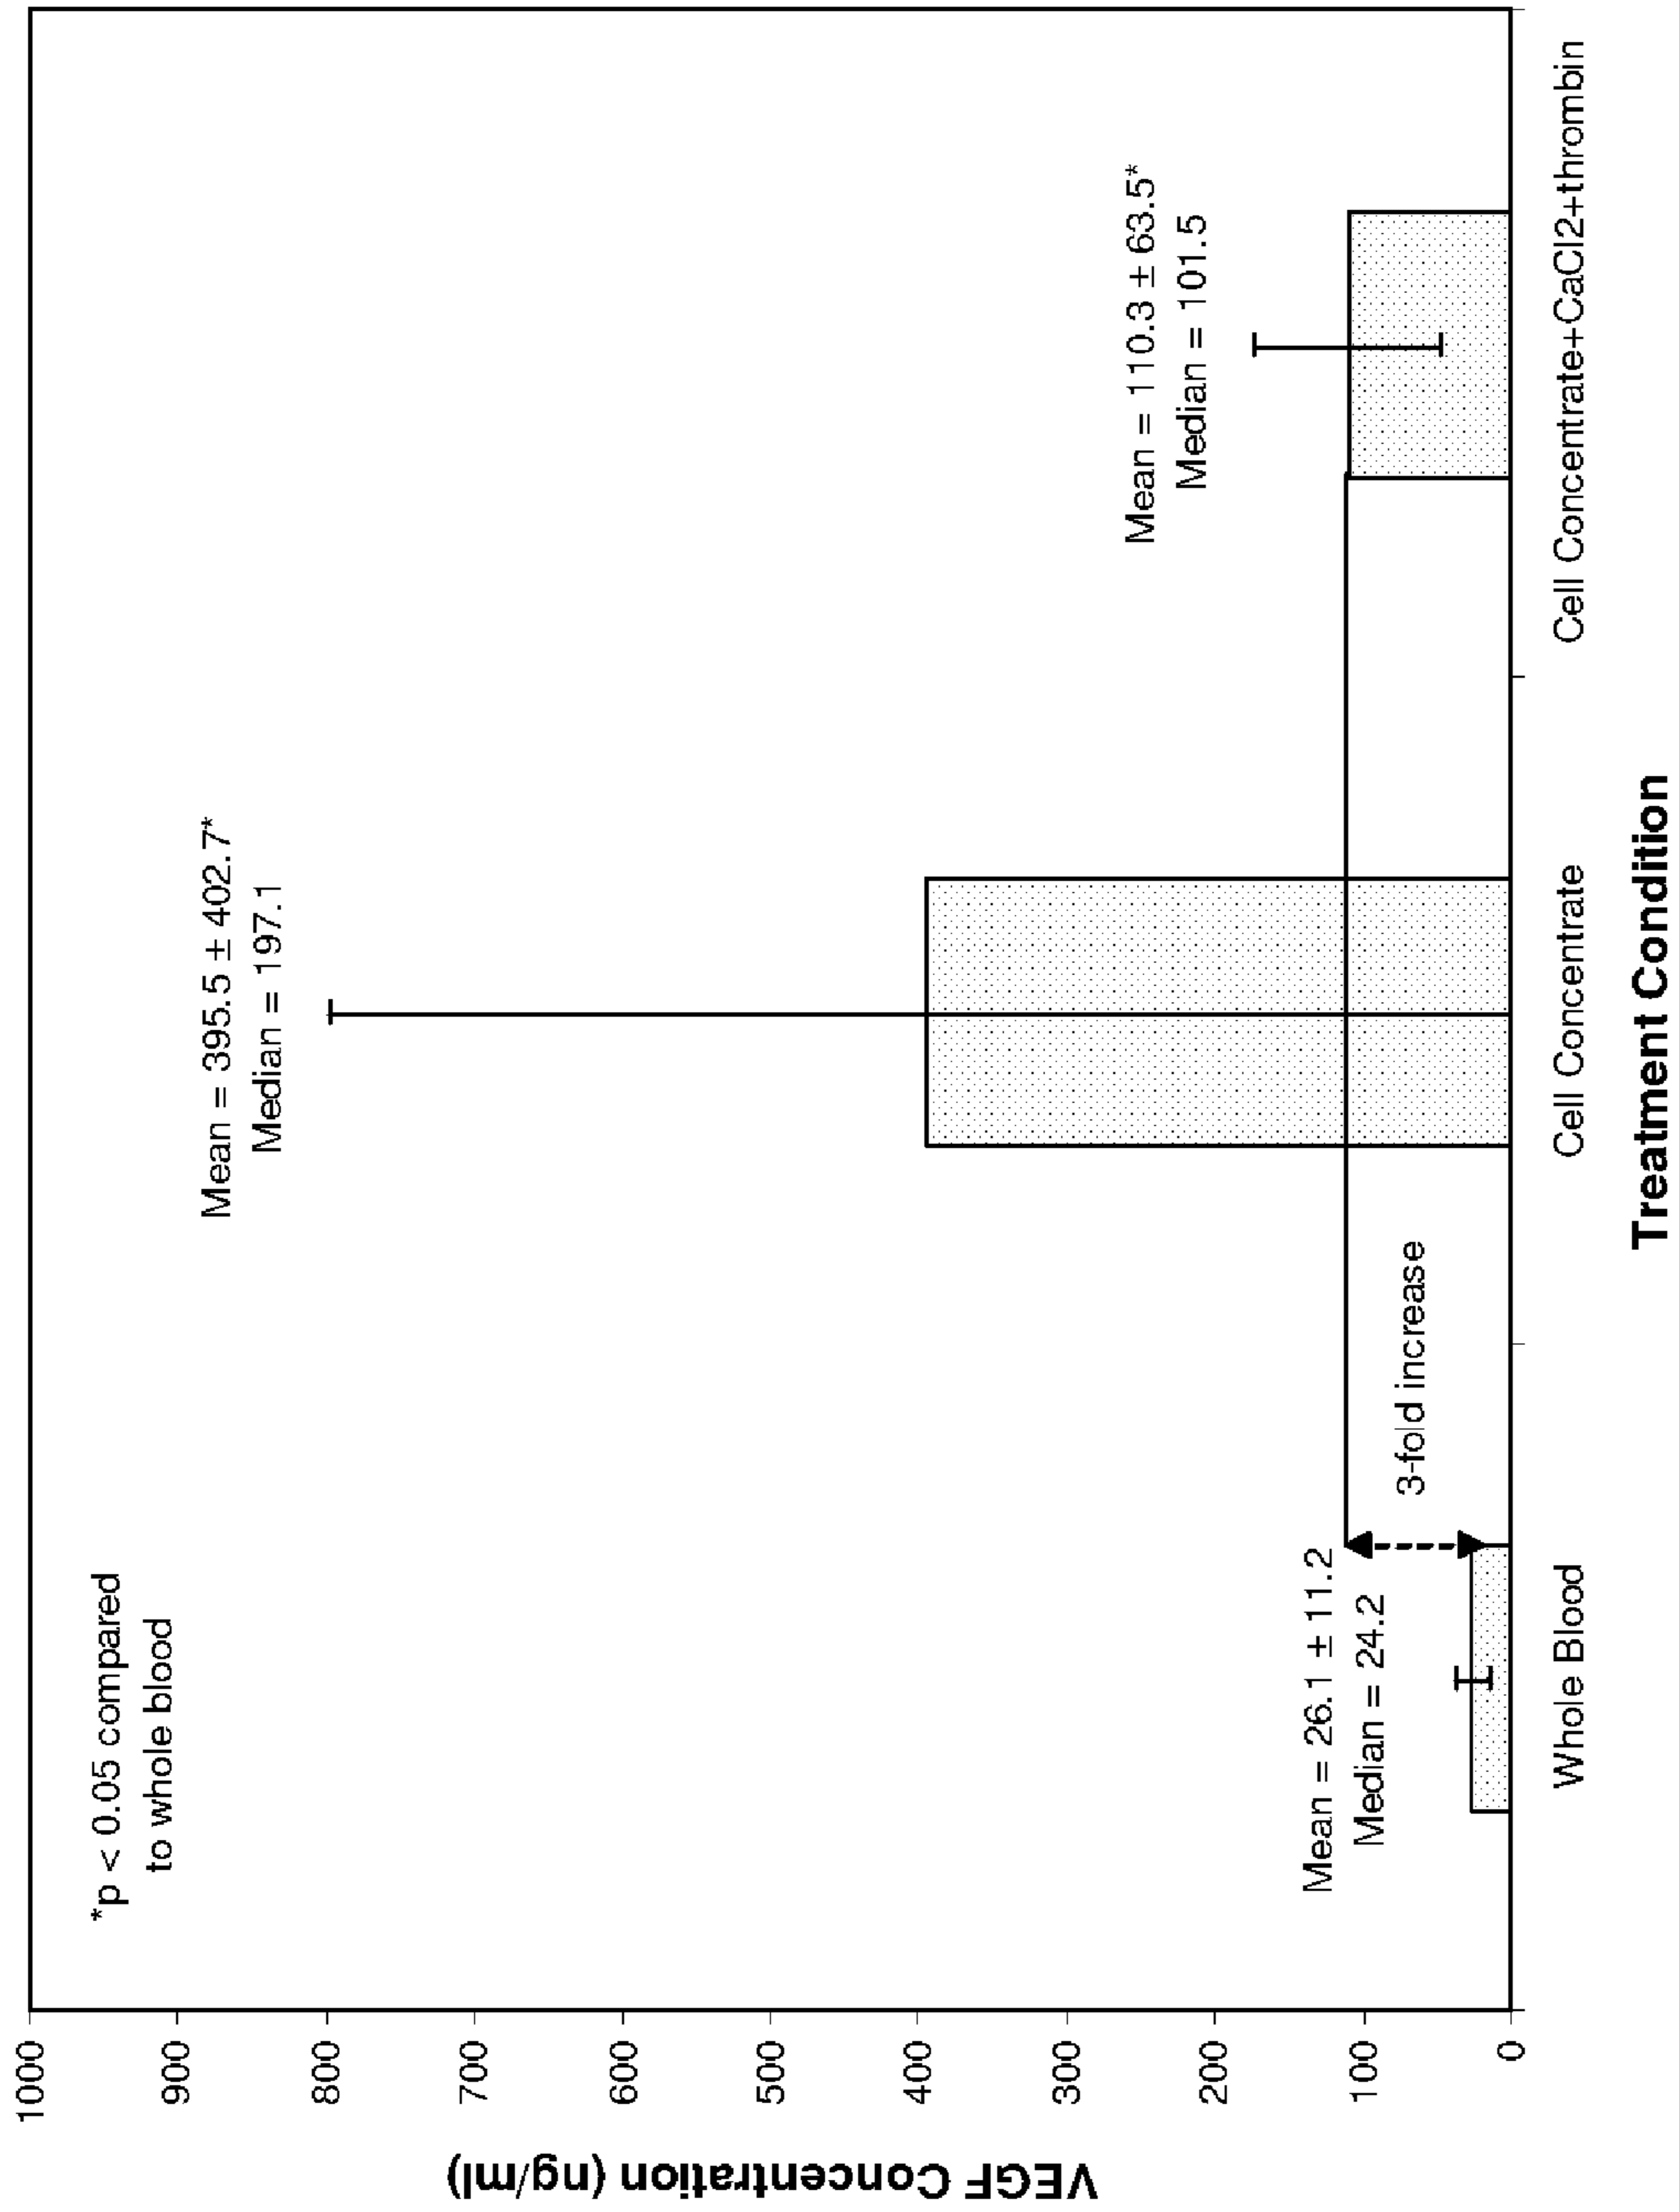 *p < 0.05 compared
to whole blood
Mean = 395.5 ± 402.7*
Median = 197.1
Mean = 110.3 ± 63.5*
Median = 101.5
Mean = 26.1 ± 11.2
Median = 24.2
3-fold increase
VEGF Concentration (ng/ml)
1000
900
800
700
600
500
400
300
200
100
0
Whole Blood
Cell Concentrate
Cell Concentrate+CaCl2+thrombin
Treatment Condition